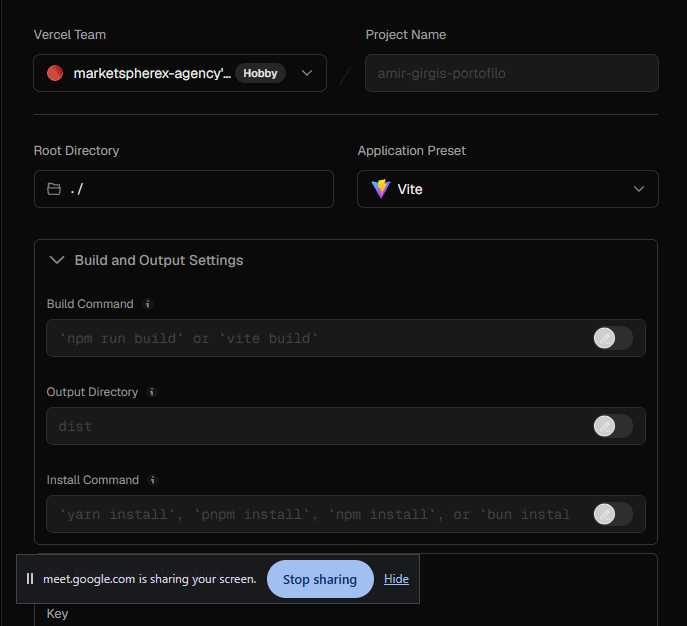 Vercel Team
Project Name
marketspherex-agency'... Hobby
amir-girgis-portofilo
Root Directory
Application Preset
./
Vite
Build and Output Settings
Build Command
`npm run build` or `vite build`
Output Directory
dist
Install Command
`yarn install`, `pnpm install`, `npm install`, or `bun instal
meet.google.com is sharing your screen.
Stop sharing
Hide
Key